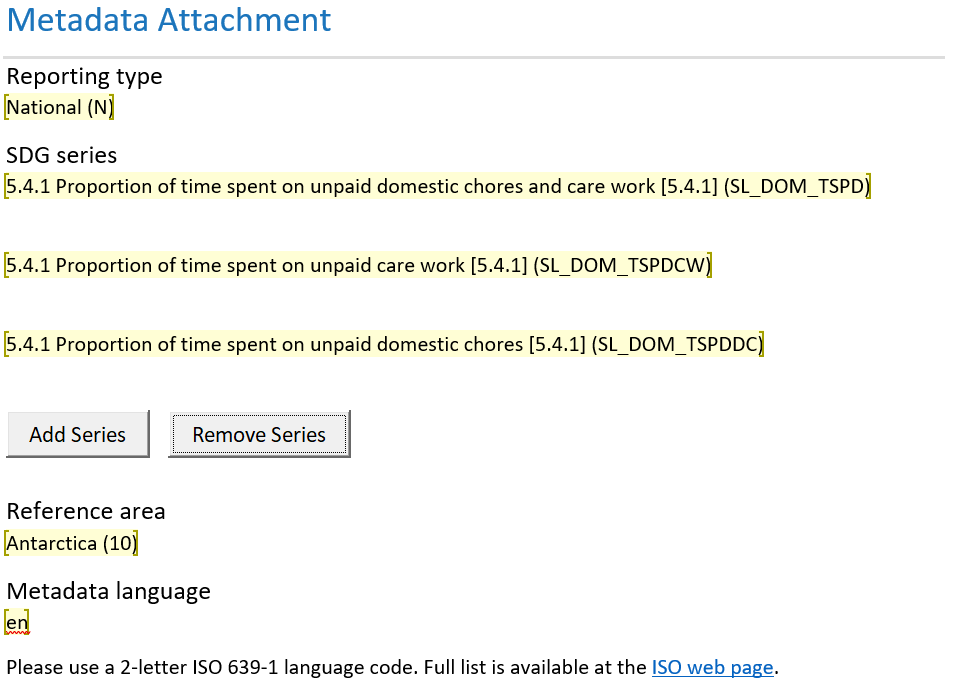 Metadata Attachment
Reporting type
National (N)
SDG series
5.4.1 Proportion of time spent on unpaid domestic chores and care work [5.4.1] (SL_DOM_TSPD)
5.4.1 Proportion of time spent on unpaid care work [5.4.1] (SL_DOM_TSPDCW)
5.4.1 Proportion of time spent on unpaid domestic chores [5.4.1] (SL_DOM_TSPDDC)
Add Series Remove Series
Reference area
Antarctica (10)
Metadata language
en
Please use a 2-letter ISO 639-1 language code. Full list is available at the ISO web page.